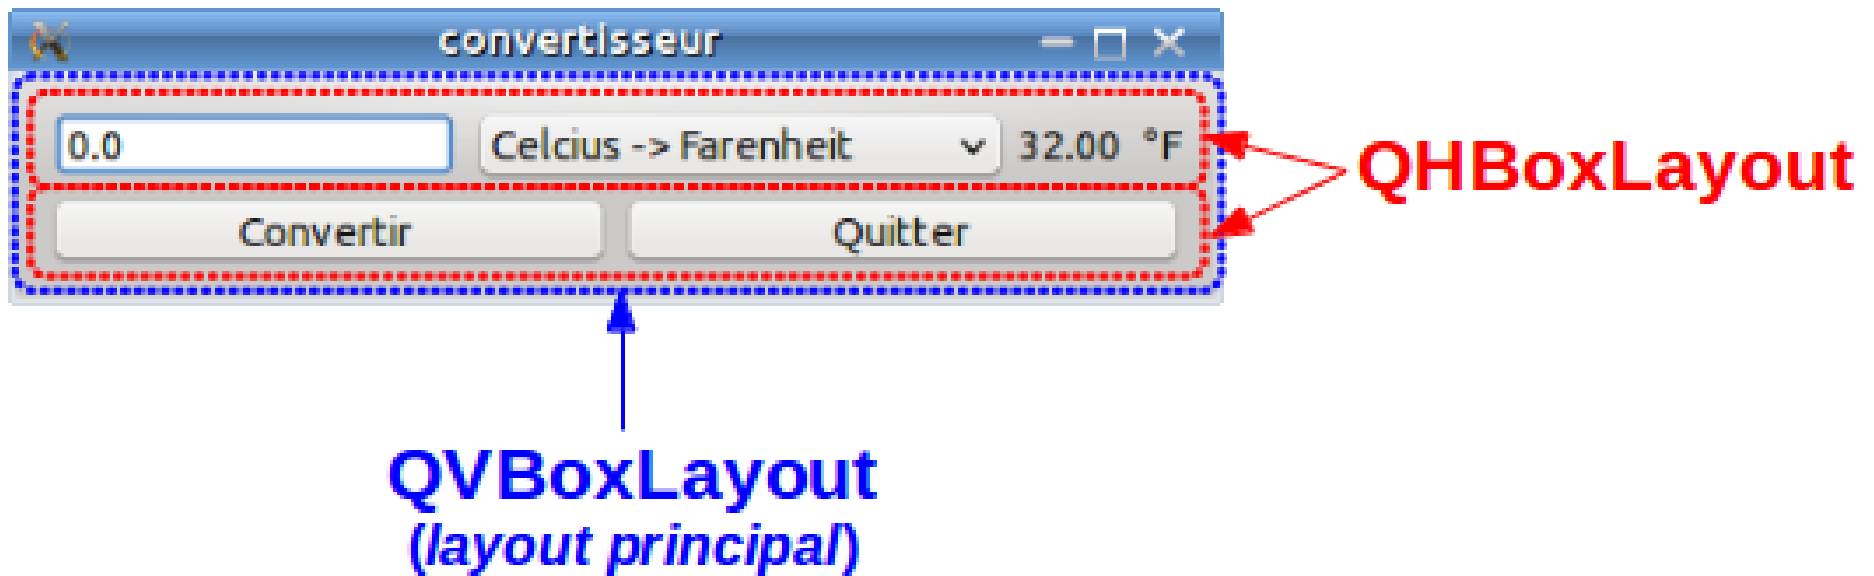 convertisseur
0.0 Celcius -> Farenheit 32.00 °F
Convertir Quitter
QHBoxLayout
QVBoxLayout
(layout principal)